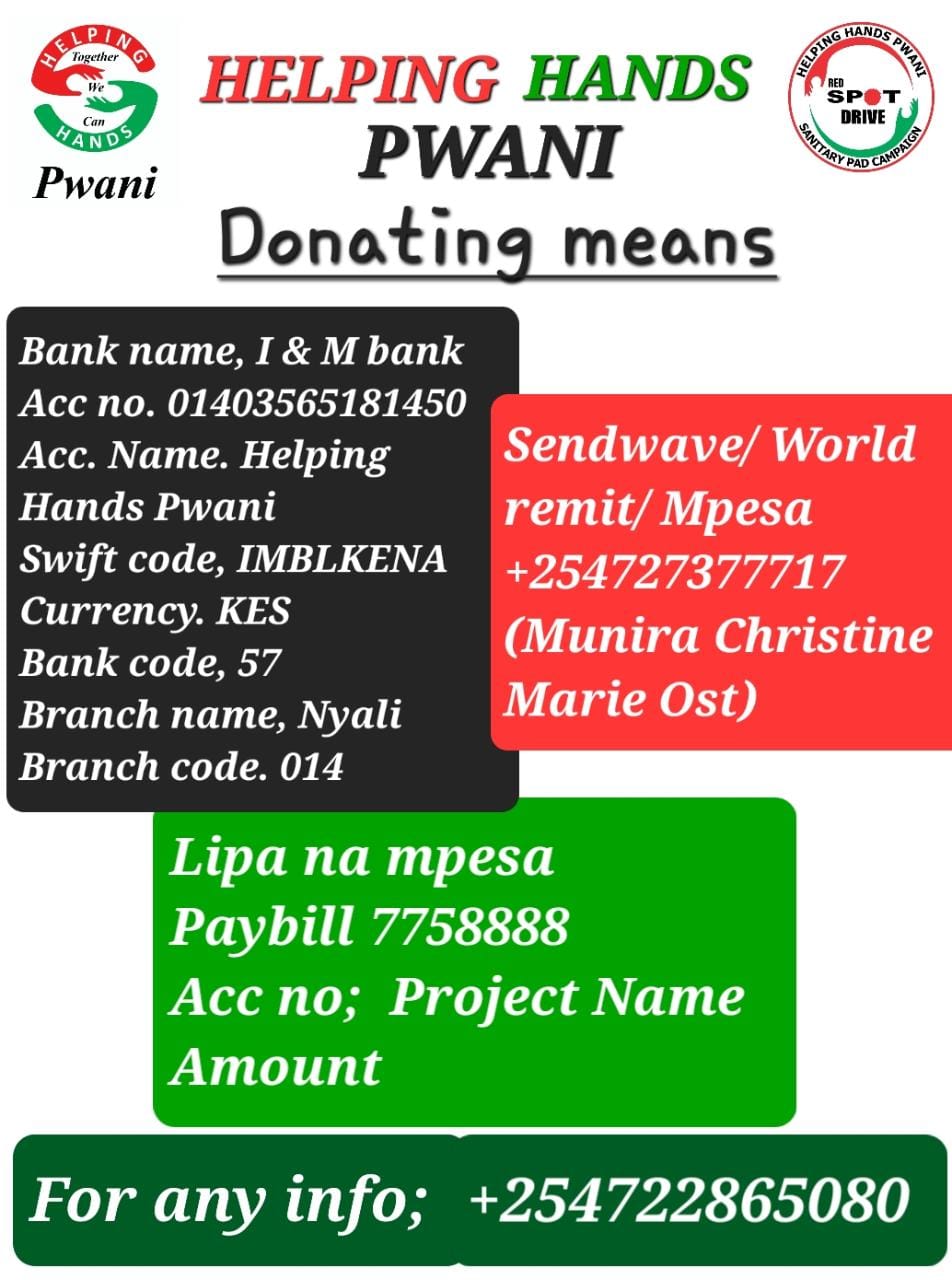 HELPING
Together
We
Can
HANDS
Pwani
HELPING HANDS
PWANI
Donating means
HELPING HANDS PWANI
RED
SPOT
DRIVE
SANITARY PAD CAMPAIGN
Bank name, I & M bank
Acc no. 01403565181450
Acc. Name. Helping
Hands Pwani
Swift code, IMBLKENA
Currency. KES
Bank code, 57
Branch name, Nyali
Branch code. 014
Sendwave/ World
remit/ Mpesa
+254727377717
(Munira Christine
Marie Ost)
Lipa na mpesa
Paybill 7758888
Acc no; Project Name
Amount
For any info; +254722865080